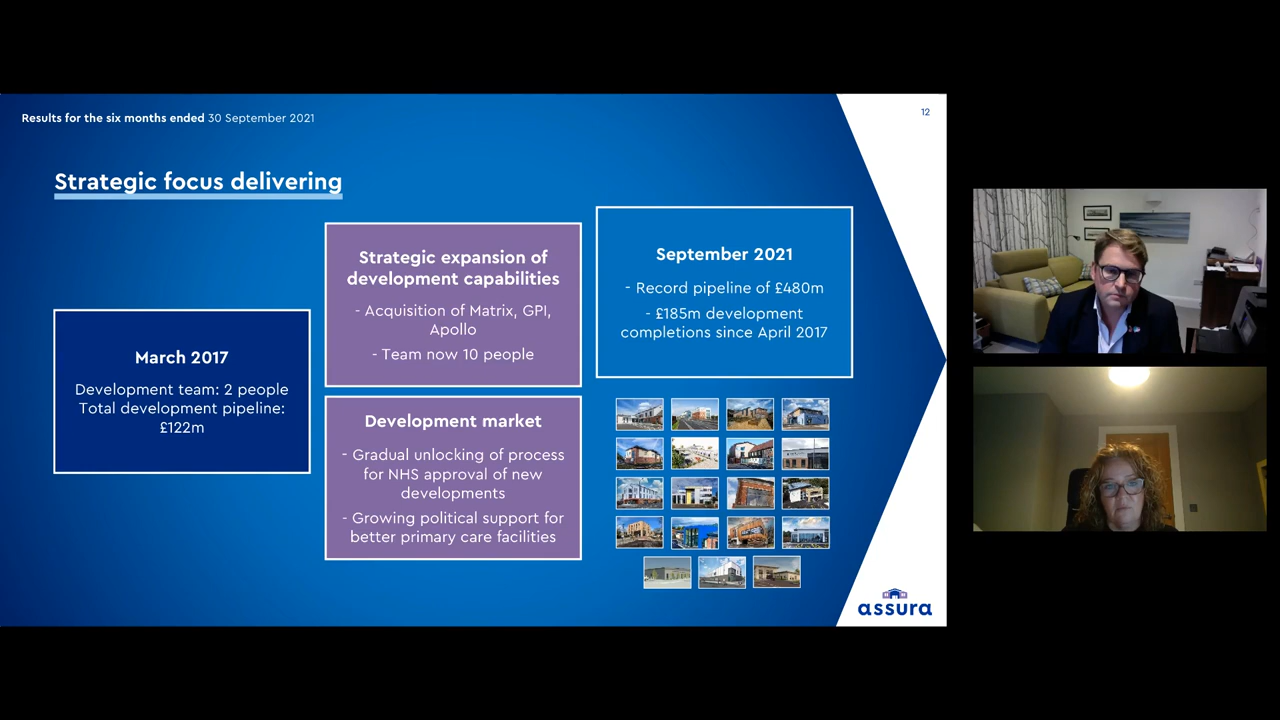 Results for the six months ended 30 September 2021
12
Strategic focus delivering
March 2017
Development team: 2 people
Total development pipeline:
£122m
Strategic expansion of
development capabilities
- Acquisition of Matrix, GPI,
Apollo
- Team now 10 people
Development market
- Gradual unlocking of process
for NHS approval of new
developments
- Growing political support for
better primary care facilities
September 2021
- Record pipeline of £480m
- £185m development
completions since April 2017
assura